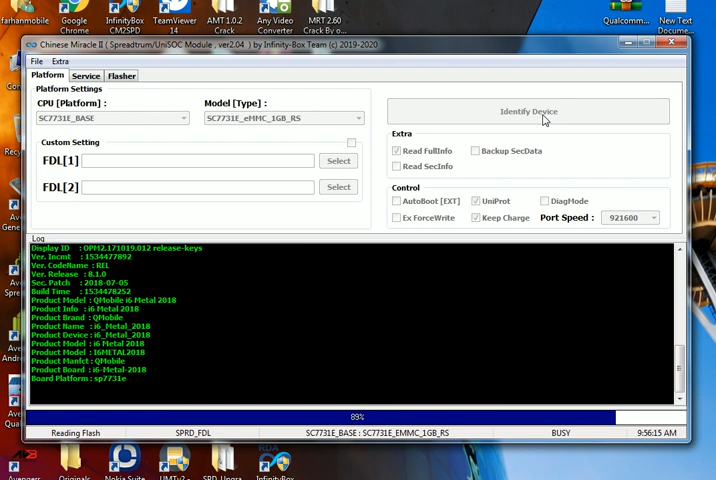 farhanmobile
Google
Chrome
InfinityBox
CM2SPD
TeamViewer
14
AMT 1.0.2
Crack
Any Video
Converter
MRT 2.60
Crack By o...
Qualcomm...
New Text
Docume...
Chinese Miracle II ( Spreadtrum/UniSOC Module , ver2.04 ) by Infinity-Box Team (c) 2019-2020
File Extra
Platform Service Flasher
Platform Settings
CPU [Platform] : Model [Type] :
SC7731E_BASE SC7731E_eMMC_1GB_RS
Identify Device
Custom Setting
FDL[1] Select
FDL[2] Select
Extra
Read FullInfo Backup SecData
Read SecInfo
Control
AutoBoot [EXT] UniProt DiagMode
Ex ForceWrite Keep Charge Port Speed : 921600
Log
Display ID : OPM2.171019.012 release-keys
Ver. Incmt : 1534477892
Ver. CodeName : REL
Ver. Release : 8.1.0
Sec. Patch : 2018-07-05
Build Time : 1534478252
Product Model : QMobile i6 Metal 2018
Product Info : i6 Metal 2018
Product Brand : QMobile
Product Name : i6_Metal_2018
Product Device : i6_Metal_2018
Product Model : i6 Metal 2018
Product Model : I6METAL2018
Product Manfct : QMobile
Product Board : i6-Metal-2018
Board Platform : sp7731e
89%
Reading Flash SPRD_FDL SC7731E_BASE : SC7731E_EMMC_1GB_RS BUSY 9:56:15 AM
Avengers
Originals
Nokia Suite
UMTv2 -
SPD_Upgra
InfinityBox